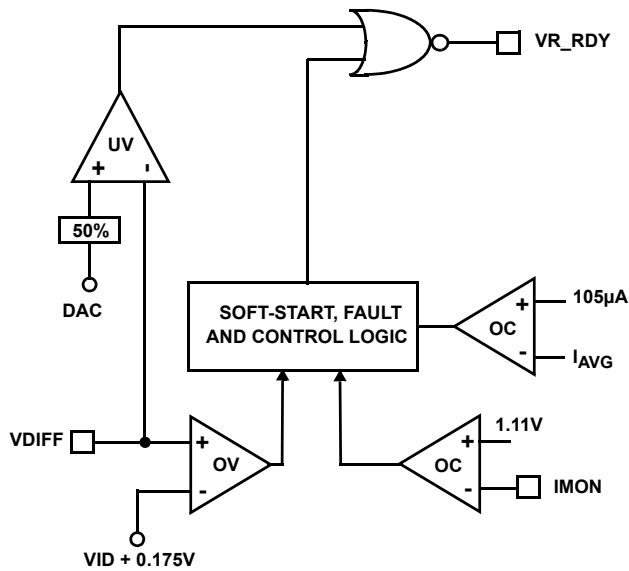 VR_RDY
UV
+ -
50%
DAC
SOFT-START, FAULT
AND CONTROL LOGIC
+ 105µA
OC
- IAVG
VDIFF
+
OV
-
VID + 0.175V
1.11V
+
OC
- IMON